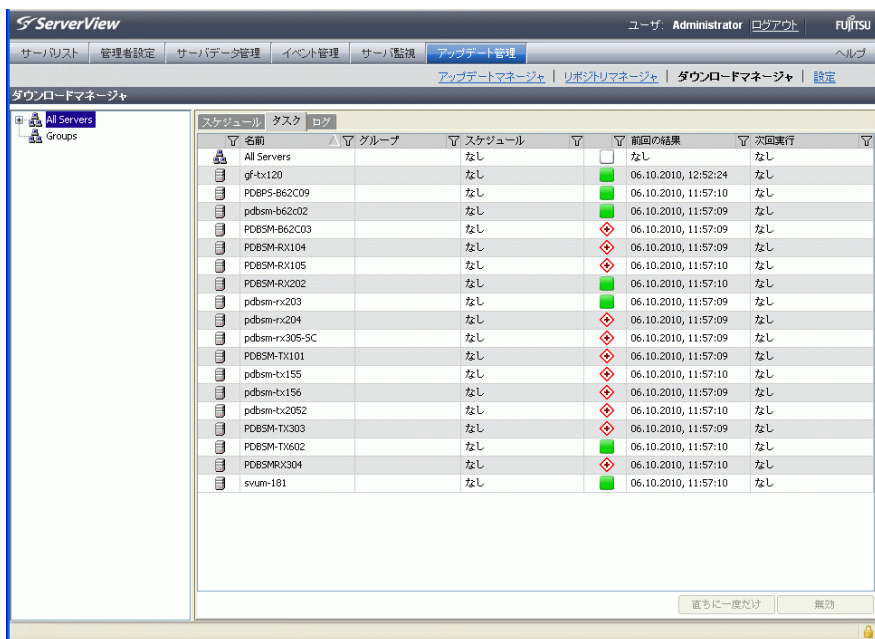 ServerView
ユーザ: Administrator ログアウト FUJITSU
サーバリスト 管理者設定 サーバデータ管理 イベント管理 サーバ監視 アップデート管理 ヘルプ
アップデートマネージャ | リポジトリマネージャ | ダウンロードマネージャ | 設定
ダウンロードマネージャ
All Servers
Groups
スケジュール タスク ログ
名前 グループ スケジュール 前回の結果 次回実行
All Servers なし なし なし
gf-tx120 なし 06.10.2010, 12:52:24 なし
PDBPS-B62C09 なし 06.10.2010, 11:57:10 なし
pdbsm-b62c02 なし 06.10.2010, 11:57:09 なし
PDBSM-B62C03 なし 06.10.2010, 11:57:09 なし
PDBSM-RX104 なし 06.10.2010, 11:57:09 なし
PDBSM-RX105 なし 06.10.2010, 11:57:10 なし
PDBSM-RX202 なし 06.10.2010, 11:57:10 なし
pdbsm-rx203 なし 06.10.2010, 11:57:09 なし
pdbsm-rx204 なし 06.10.2010, 11:57:09 なし
pdbsm-rx305-SC なし 06.10.2010, 11:57:09 なし
PDBSM-TX101 なし 06.10.2010, 11:57:09 なし
pdbsm-tx155 なし 06.10.2010, 11:57:10 なし
pdbsm-tx156 なし 06.10.2010, 11:57:09 なし
pdbsm-tx2052 なし 06.10.2010, 11:57:10 なし
PDBSM-TX303 なし 06.10.2010, 11:57:09 なし
PDBSM-TX602 なし 06.10.2010, 11:57:10 なし
PDBSMRX304 なし 06.10.2010, 11:57:10 なし
svum-181 なし 06.10.2010, 11:57:10 なし
直ちに一度だけ 無効